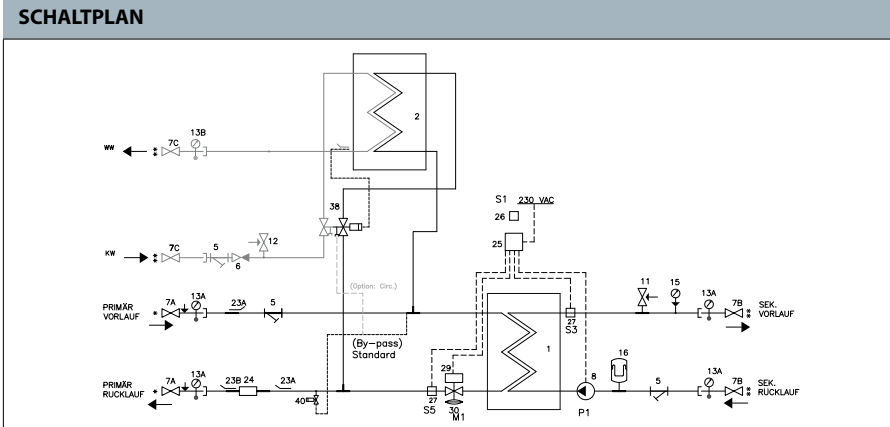 SCHALTPLAN
2
WW
7C
13B
38
S1
230 VAC
26
25
KW
7C
5
6
12
(Option: Circ.)
PRIMÄR
VORLAUF
7A
13A
23A
5
(By-pass)
Standard
1
27
S3
11
15
13A
7B
SEK.
VORLAUF
PRIMÄR
RÜCKLAUF
7A
13A
23B
24
23A
40
27
S5
29
30
M1
8
P1
16
5
13A
7B
SEK.
RÜCKLAUF